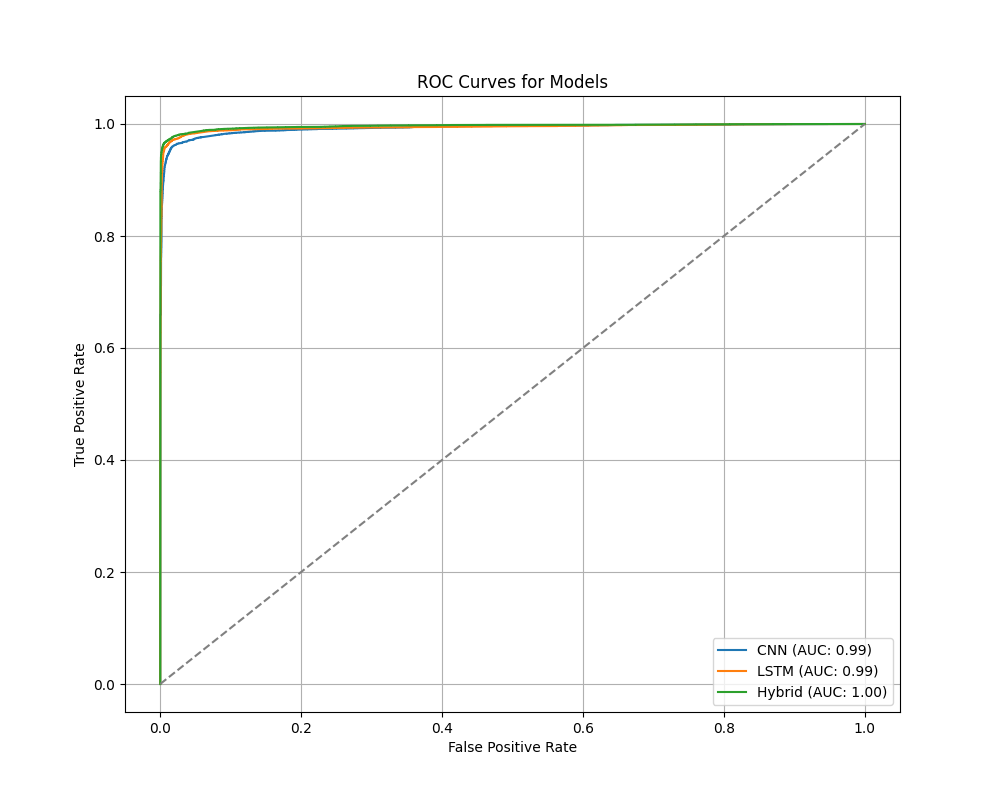 ROC Curves for Models
1.0
0.8
0.6
0.4
0.2
0.0
True Positive Rate
0.0 0.2 0.4 0.6 0.8 1.0
False Positive Rate
CNN (AUC: 0.99)
LSTM (AUC: 0.99)
Hybrid (AUC: 1.00)